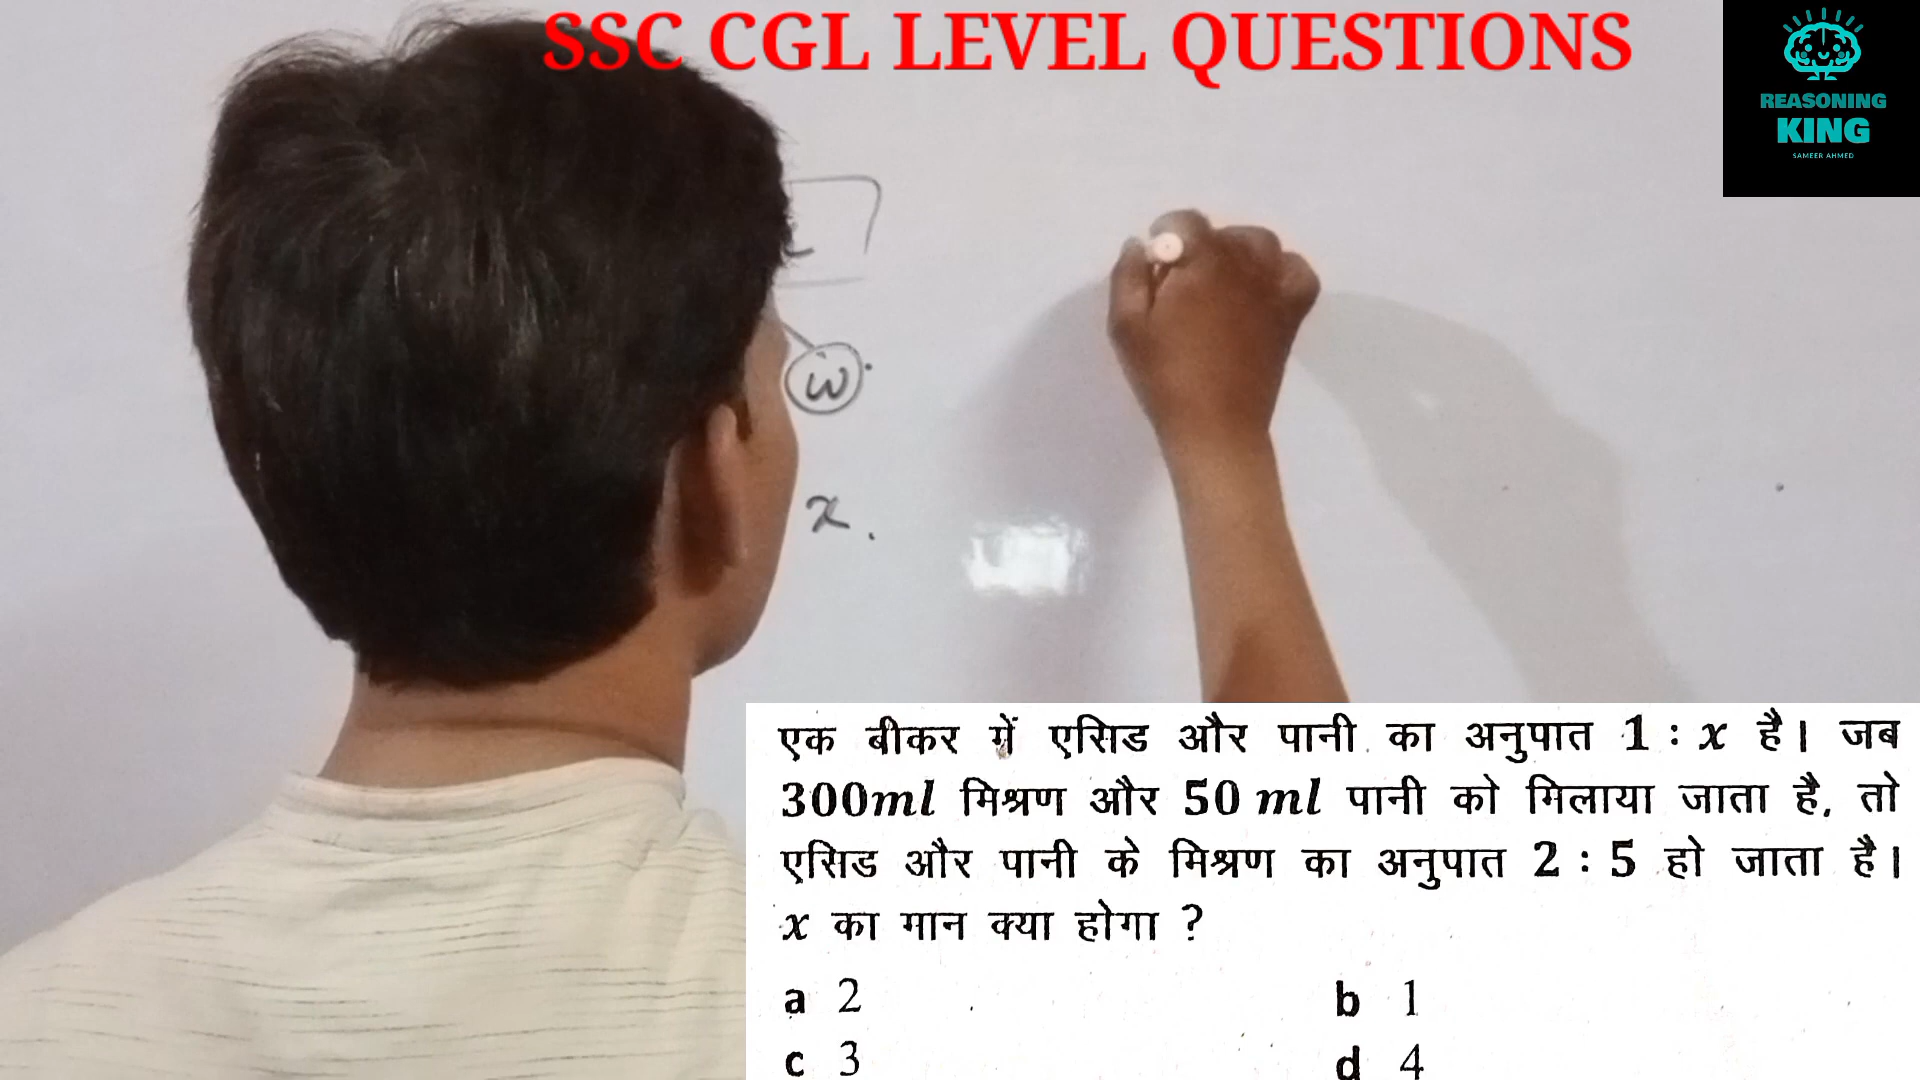 SSC CGL LEVEL QUESTIONS
REASONING
KING
SAMEER AHMED
w
x
एक बीकर में एसिड और पानी का अनुपात 1 : x है। जब
300ml मिश्रण और 50 ml पानी को मिलाया जाता है, तो
एसिड और पानी के मिश्रण का अनुपात 2 : 5 हो जाता है।
x का मान क्या होगा ?
a 2
b 1
c 3
d 4